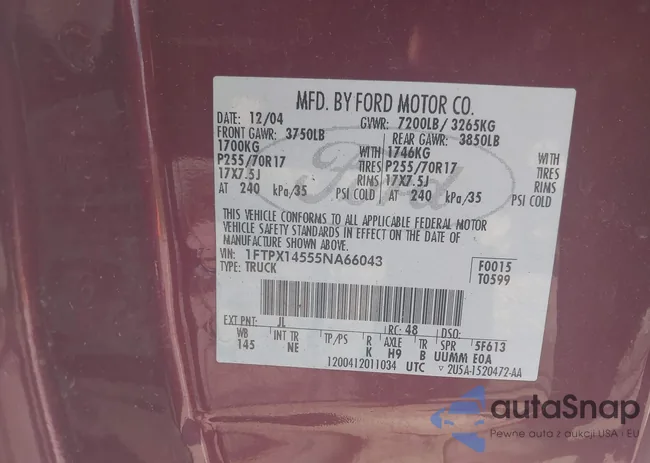 MFD. BY FORD MOTOR CO.
DATE: 12/04 GVWR: 7200LB / 3265KG
FRONT GAWR: 3750LB REAR GAWR: 3850LB
1700KG WITH 1746KG WITH
P255/70R17 TIRES P255/70R17 TIRES
17X7.5J RIMS 17X7.5J RIMS
AT 240 kPa/35 PSI COLD AT 240 kPa/35 PSI COLD
Ford
THIS VEHICLE CONFORMS TO ALL APPLICABLE FEDERAL MOTOR
VEHICLE SAFETY STANDARDS IN EFFECT ON THE DATE OF
MANUFACTURE SHOWN ABOVE.
VIN: 1FTPX14555NA66043 F0015
TYPE: TRUCK T0599
EXT PNT: JL RC: 48 DSO:
WB INT TR TP/PS R AXLE TR SPR 5F613
145 NE K H9 B UUMM E0A
1200412011034 UTC ▽ 2U5A-1520472-AA
autaSnap
Pewne auta z aukcji USA i EU